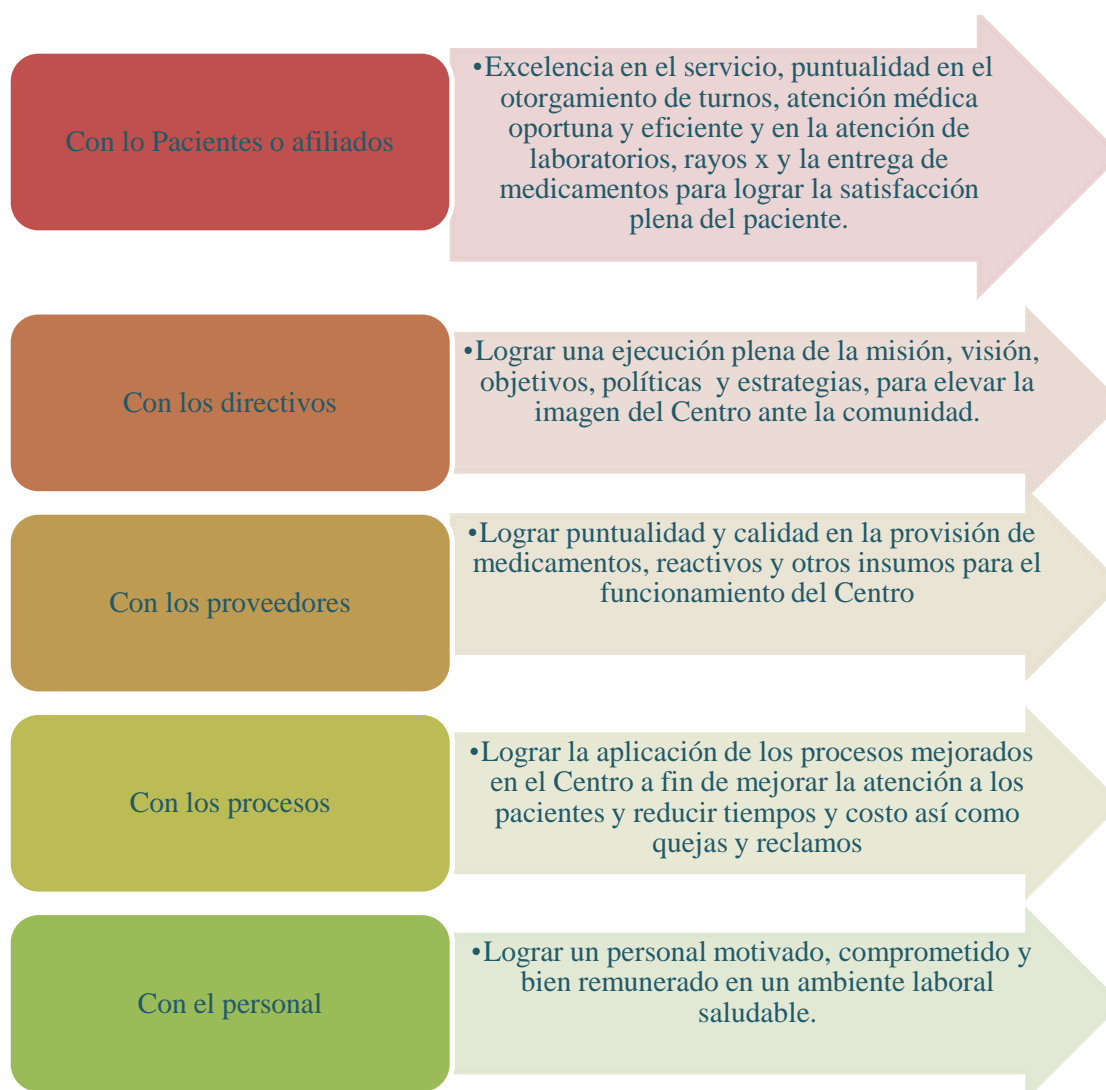 Con lo Pacientes o afiliados
•Excelencia en el servicio, puntualidad en el
otorgamiento de turnos, atención médica
oportuna y eficiente y en la atención de
laboratorios, rayos x y la entrega de
medicamentos para lograr la satisfacción
plena del paciente.
Con los directivos
•Lograr una ejecución plena de la misión, visión,
objetivos, políticas y estrategias, para elevar la
imagen del Centro ante la comunidad.
Con los proveedores
•Lograr puntualidad y calidad en la provisión de
medicamentos, reactivos y otros insumos para el
funcionamiento del Centro
Con los procesos
•Lograr la aplicación de los procesos mejorados
en el Centro a fin de mejorar la atención a los
pacientes y reducir tiempos y costo así como
quejas y reclamos
Con el personal
•Lograr un personal motivado, comprometido y
bien remunerado en un ambiente laboral
saludable.